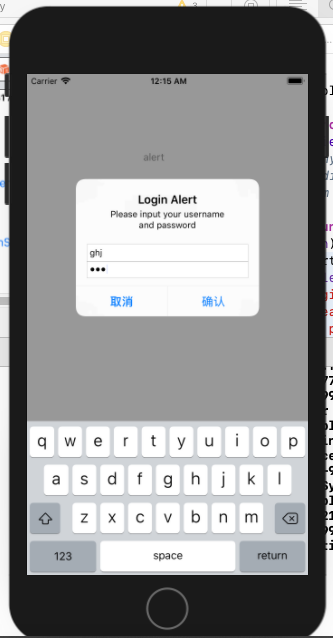 Carrier 12:15 AM
alert
Login Alert
Please input your username
and password
ghj
●●●
取消 确认
q w e r t y u i o p
a s d f g h j k l
z x c v b n m
123 space return